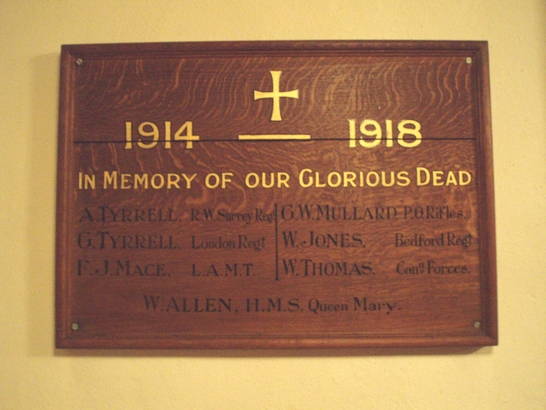 1914 — 1918
IN MEMORY OF OUR GLORIOUS DEAD
A. TYRRELL. R.W. Surrey Regt G.W. MULLARD P.O. Rifles.
G. TYRRELL. London Regt W. JONES. Bedford Regt
F. J. MACE. L.A.M.T. W. THOMAS. Can'n Forces.
W. ALLEN, H.M.S. Queen Mary.